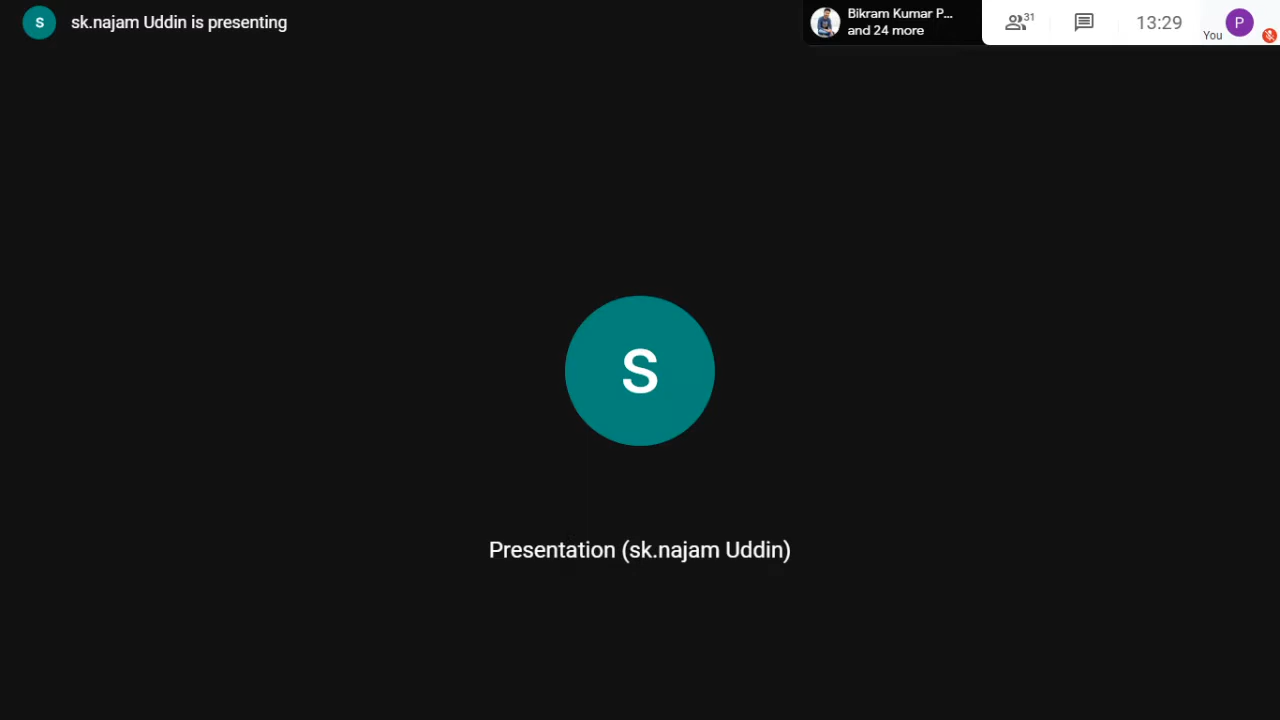 S
sk.najam Uddin is presenting
Bikram Kumar P...
and 24 more
31
13:29
You
P
S
Presentation (sk.najam Uddin)